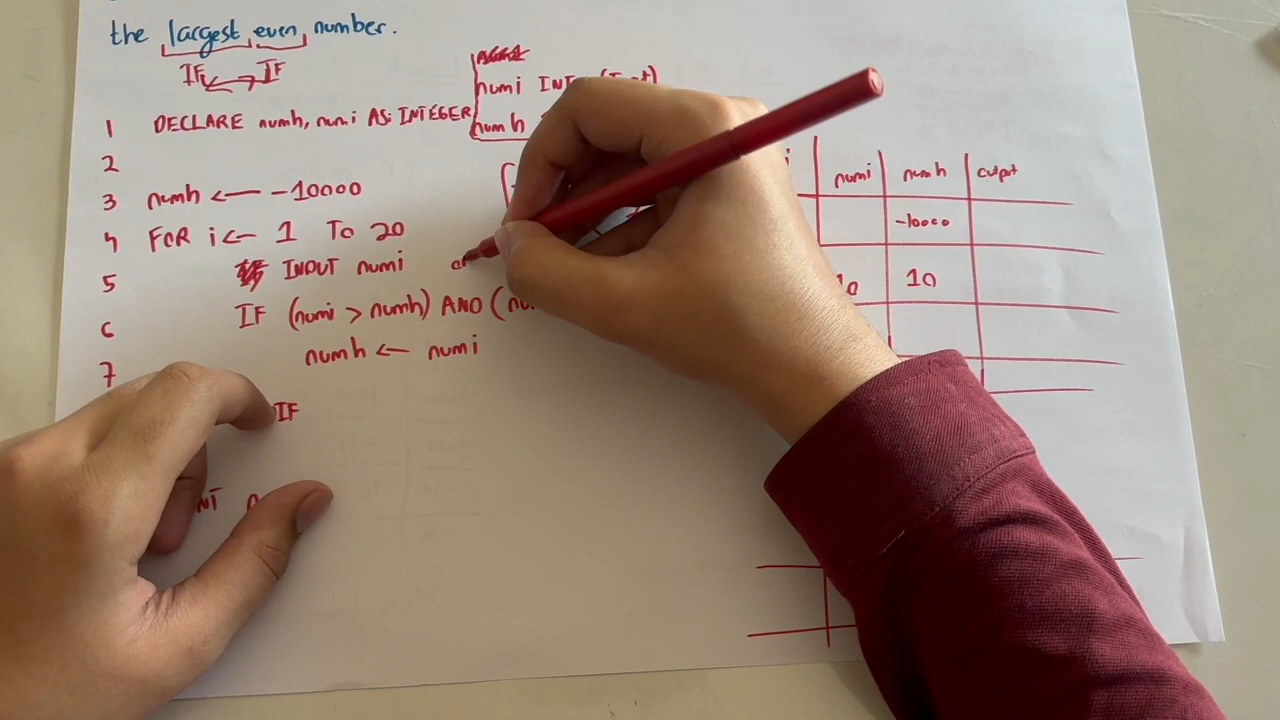 the largest even number.
IF IF
numi
1 DECLARE numh, numi AS: INTEGER
numh
2
3 numh ← -10000
4 FOR i ← 1 TO 20
5 INPUT numi
6 IF (numi > numh) AND
7 numh ← numi
IF
i numi numh output
-10000
10